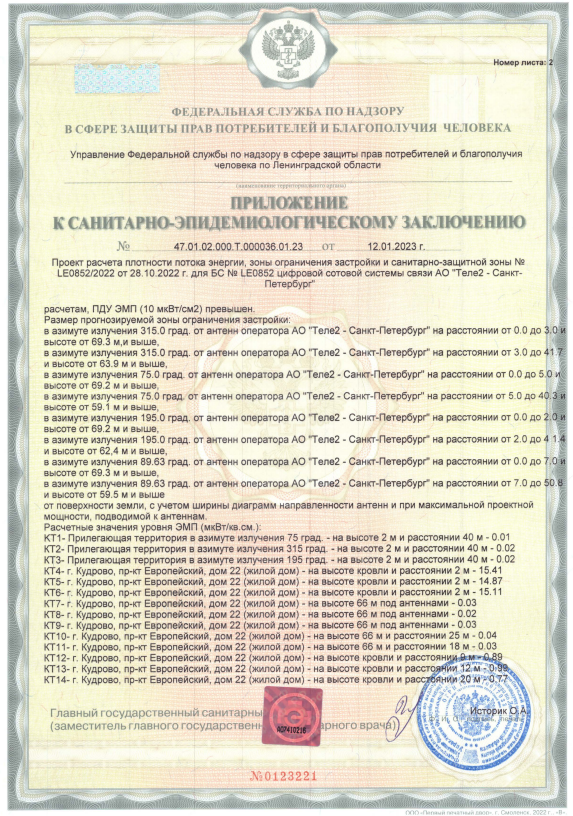 Номер листа: 2
ФЕДЕРАЛЬНАЯ СЛУЖБА ПО НАДЗОРУ
В СФЕРЕ ЗАЩИТЫ ПРАВ ПОТРЕБИТЕЛЕЙ И БЛАГОПОЛУЧИЯ ЧЕЛОВЕКА
Управление Федеральной службы по надзору в сфере защиты прав потребителей и благополучия
человека по Ленинградской области
(наименование территориального органа)
ПРИЛОЖЕНИЕ
К САНИТАРНО-ЭПИДЕМИОЛОГИЧЕСКОМУ ЗАКЛЮЧЕНИЮ
№ 47.01.02.000.Т.000036.01.23 от 12.01.2023 г.
Проект расчета плотности потока энергии, зоны ограничения застройки и санитарно-защитной зоны №
LE0852/2022 от 28.10.2022 г. для БС № LE0852 цифровой сотовой системы связи АО "Теле2 - Санкт-
Петербург"
расчетам, ПДУ ЭМП (10 мкВт/см2) превышен.
Размер прогнозируемой зоны ограничения застройки:
в азимуте излучения 315.0 град. от антенн оператора АО "Теле2 - Санкт-Петербург" на расстоянии от 0.0 до 3.0 и
высоте от 69.3 м,и выше,
в азимуте излучения 315.0 град. от антенн оператора АО "Теле2 - Санкт-Петербург" на расстоянии от 3.0 до 41.7
и высоте от 63.9 м и выше,
в азимуте излучения 75.0 град. от антенн оператора АО "Теле2 - Санкт-Петербург" на расстоянии от 0.0 до 5.0 и
высоте от 69.2 м и выше,
в азимуте излучения 75.0 град. от антенн оператора АО "Теле2 - Санкт-Петербург" на расстоянии от 5.0 до 40.3 и
высоте от 59.1 м и выше,
в азимуте излучения 195.0 град. от антенн оператора АО "Теле2 - Санкт-Петербург" на расстоянии от 0.0 до 2.0 и
высоте от 69.2 м и выше,
в азимуте излучения 195.0 град. от антенн оператора АО "Теле2 - Санкт-Петербург" на расстоянии от 2.0 до 4 1.4
и высоте от 62,4 м и выше,
в азимуте излучения 89.63 град. от антенн оператора АО "Теле2 - Санкт-Петербург" на расстоянии от 0.0 до 7.0 и
высоте от 69.3 м и выше,
в азимуте излучения 89.63 град. от антенн оператора АО "Теле2 - Санкт-Петербург" на расстоянии от 7.0 до 50.8
и высоте от 59.5 м и выше
от поверхности земли, с учетом ширины диаграмм направленности антенн и при максимальной проектной
мощности, подводимой к антеннам.
Расчетные значения уровня ЭМП (мкВт/кв.см.):
КТ1- Прилегающая территория в азимуте излучения 75 град. - на высоте 2 м и расстоянии 40 м - 0.01
КТ2- Прилегающая территория в азимуте излучения 315 град. - на высоте 2 м и расстоянии 40 м - 0.02
КТ3- Прилегающая территория в азимуте излучения 195 град. - на высоте 2 м и расстоянии 40 м - 0.02
КТ4- г. Кудрово, пр-кт Европейский, дом 22 (жилой дом) - на высоте кровли и расстоянии 2 м - 15.41
КТ5- г. Кудрово, пр-кт Европейский, дом 22 (жилой дом) - на высоте кровли и расстоянии 2 м - 14.87
КТ6- г. Кудрово, пр-кт Европейский, дом 22 (жилой дом) - на высоте кровли и расстоянии 2 м - 15.11
КТ7- г. Кудрово, пр-кт Европейский, дом 22 (жилой дом) - на высоте 66 м под антеннами - 0.03
КТ8- г. Кудрово, пр-кт Европейский, дом 22 (жилой дом) - на высоте 66 м под антеннами - 0.02
КТ9- г. Кудрово, пр-кт Европейский, дом 22 (жилой дом) - на высоте 66 м под антеннами - 0.03
КТ10- г. Кудрово, пр-кт Европейский, дом 22 (жилой дом) - на высоте 66 м и расстоянии 25 м - 0.04
КТ11- г. Кудрово, пр-кт Европейский, дом 22 (жилой дом) - на высоте 66 м и расстоянии 18 м - 0.03
КТ12- г. Кудрово, пр-кт Европейский, дом 22 (жилой дом) - на высоте кровли и расстоянии 9 м - 0.89
КТ13- г. Кудрово, пр-кт Европейский, дом 22 (жилой дом) - на высоте кровли и расстоянии 12 м - 0.99
КТ14- г. Кудрово, пр-кт Европейский, дом 22 (жилой дом) - на высоте кровли и расстоянии 20 м - 0.77
Главный государственный санитарный
(заместитель главного государственного санитарного врача)
Историк О.А.
№0123221
ООО «Первый печатный двор», г. Смоленск, 2022 г., «В»